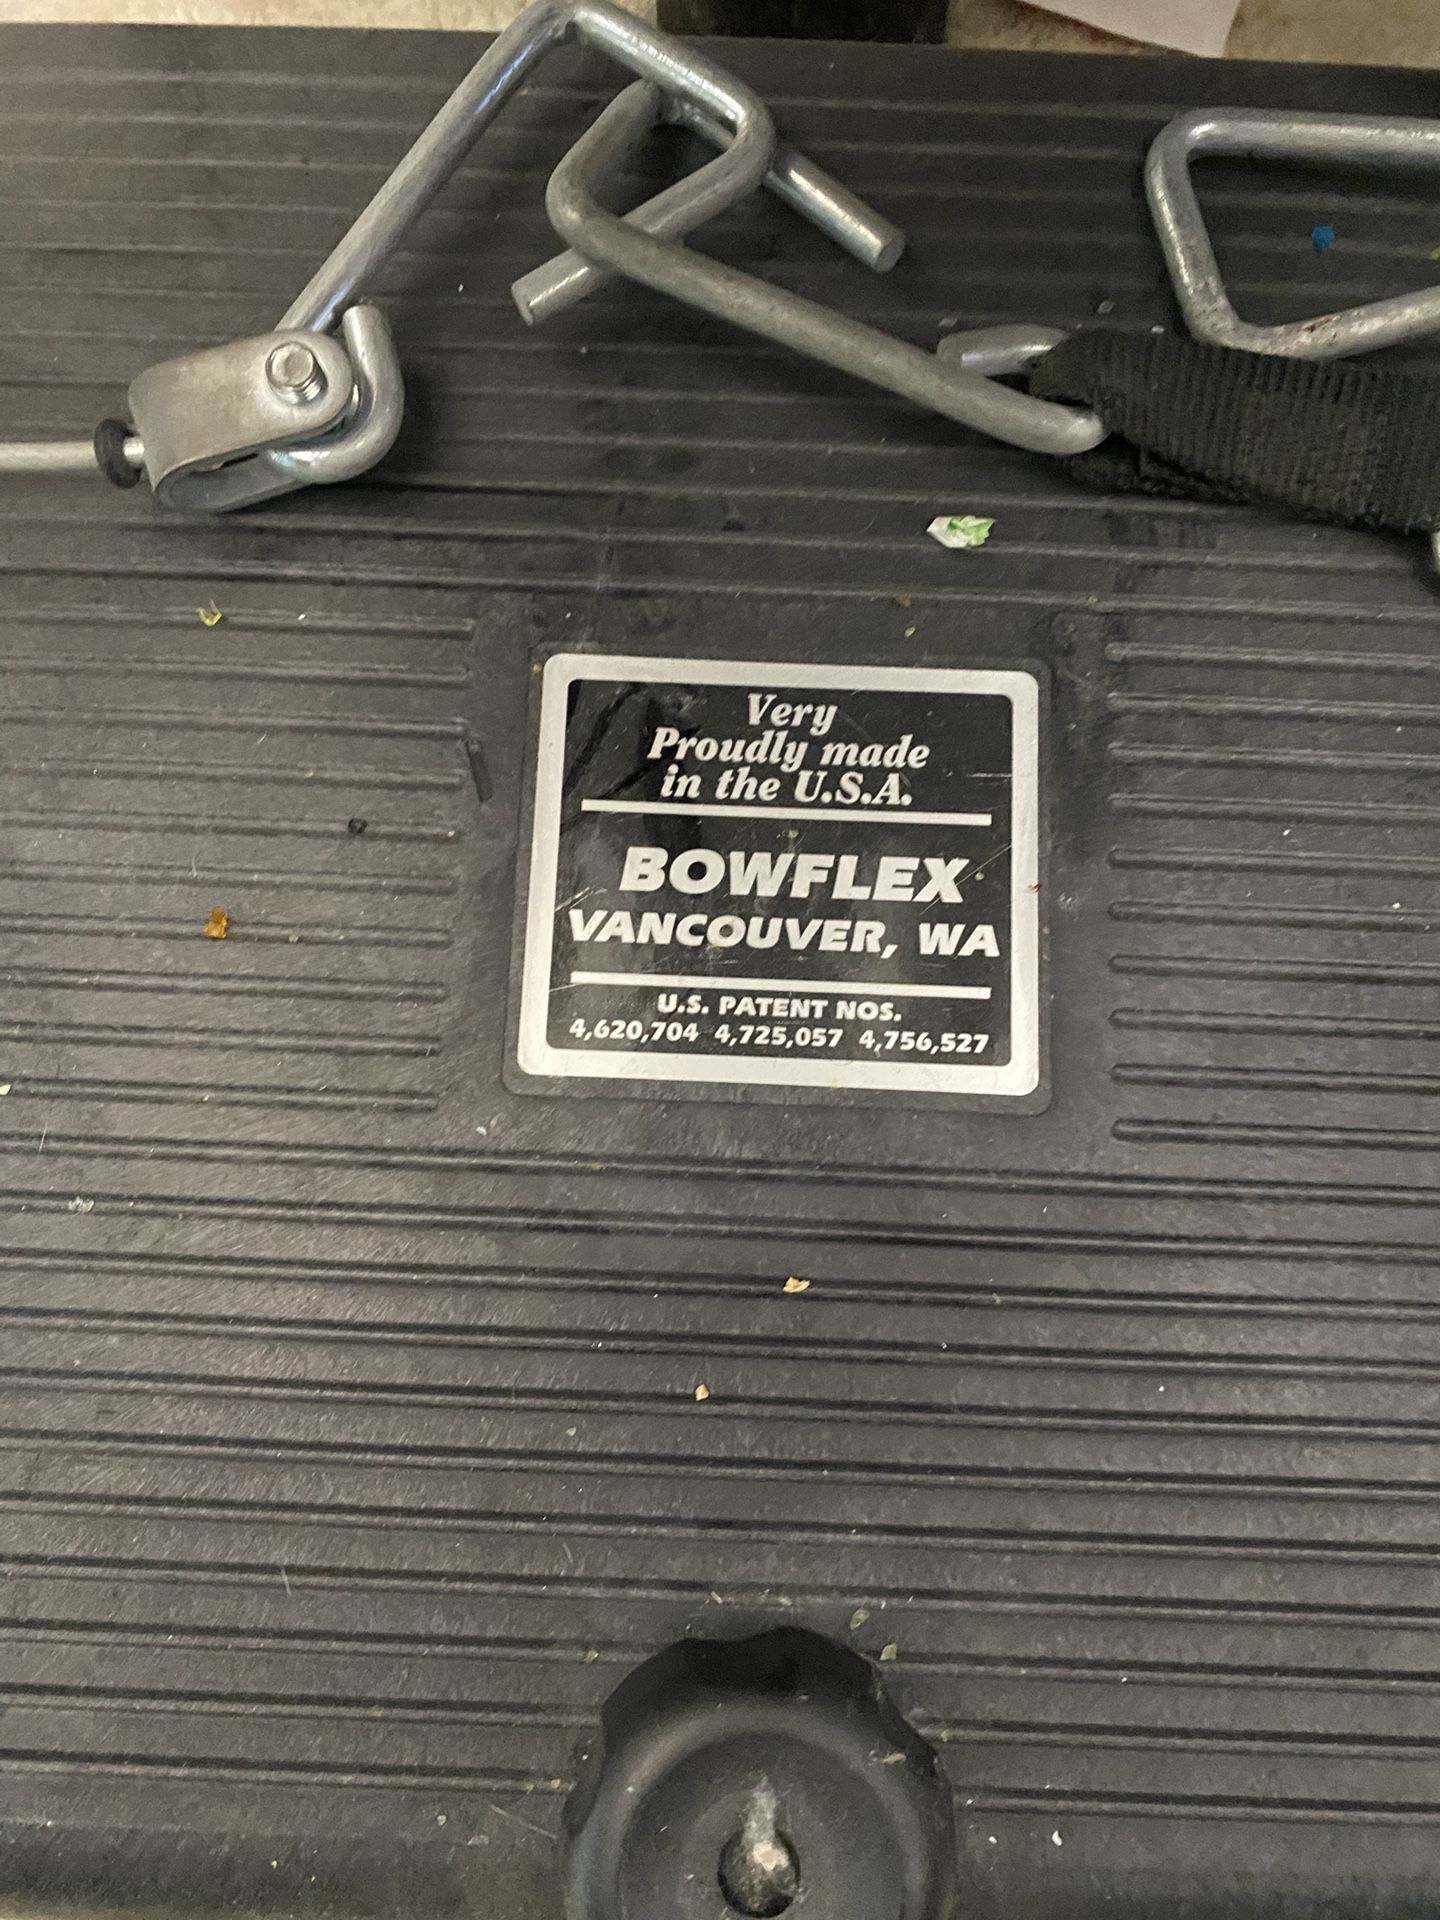 Very
Proudly made
in the U.S.A.
BOWFLEX
VANCOUVER, WA
U.S. PATENT NOS.
4,620,704 4,725,057 4,756,527